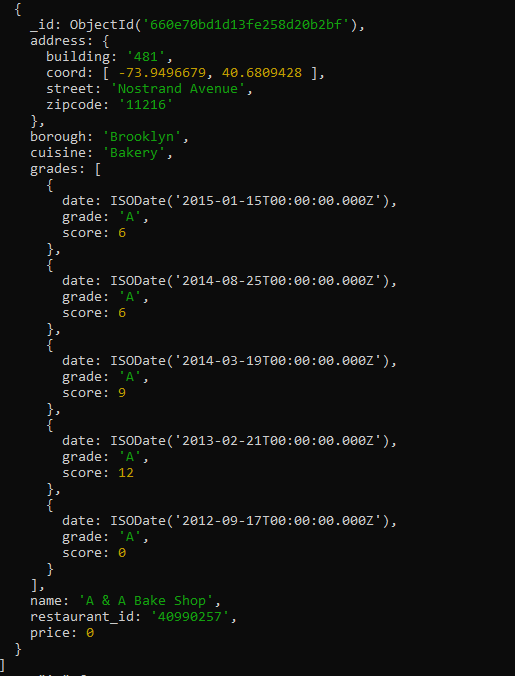 {
_id: ObjectId('660e70bd1d13fe258d20b2bf'),
address: {
building: '481',
coord: [ -73.9496679, 40.6809428 ],
street: 'Nostrand Avenue',
zipcode: '11216'
},
borough: 'Brooklyn',
cuisine: 'Bakery',
grades: [
{
date: ISODate('2015-01-15T00:00:00.000Z'),
grade: 'A',
score: 6
},
{
date: ISODate('2014-08-25T00:00:00.000Z'),
grade: 'A',
score: 6
},
{
date: ISODate('2014-03-19T00:00:00.000Z'),
grade: 'A',
score: 9
},
{
date: ISODate('2013-02-21T00:00:00.000Z'),
grade: 'A',
score: 12
},
{
date: ISODate('2012-09-17T00:00:00.000Z'),
grade: 'A',
score: 0
}
],
name: 'A & A Bake Shop',
restaurant_id: '40990257',
price: 0
}
]